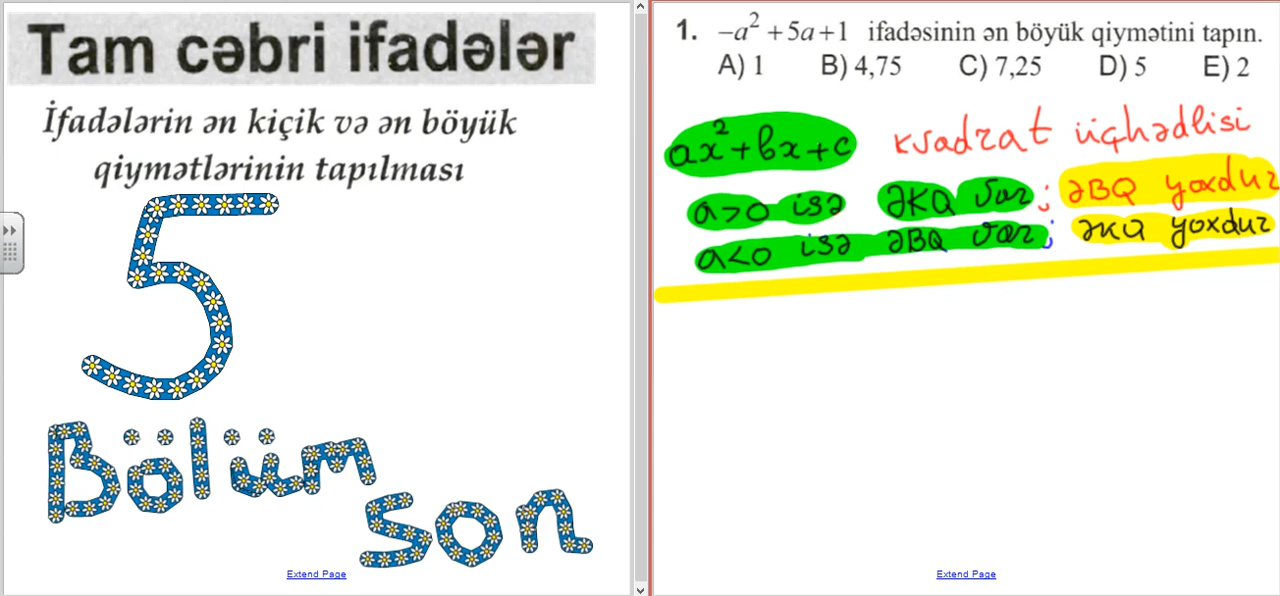 Tam cəbri ifadələr
İfadələrin ən kiçik və ən böyük
qiymətlərinin tapılması
5
Bölüm
son
Extend Page
1. −a² + 5a + 1 ifadəsinin ən böyük qiymətini tapın.
A) 1 B) 4,75 C) 7,25 D) 5 E) 2
ax² + bx + c kvadrat üçhədlisi
a>0 isə ƏKQ var; ƏBQ yoxdur
a<0 isə ƏBQ var; ƏKQ yoxdur
Extend Page